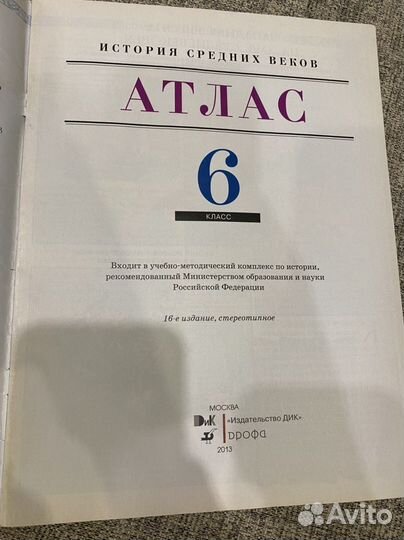 ИСТОРИЯ СРЕДНИХ ВЕКОВ
АТЛАС
6
КЛАСС
Входит в учебно-методический комплекс по истории,
рекомендованный Министерством образования и науки
Российской Федерации
16-е издание, стереотипное
МОСКВА
ДиК
«Издательство ДИК»
дрофа
2013
Avito